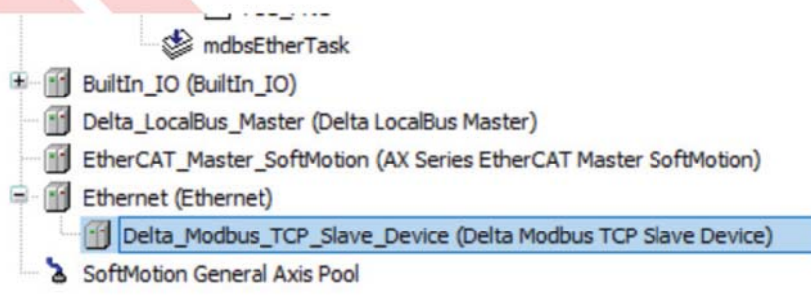 mdbsEtherTask
BuiltIn_IO (BuiltIn_IO)
Delta_LocalBus_Master (Delta LocalBus Master)
EtherCAT_Master_SoftMotion (AX Series EtherCAT Master SoftMotion)
Ethernet (Ethernet)
Delta_Modbus_TCP_Slave_Device (Delta Modbus TCP Slave Device)
SoftMotion General Axis Pool